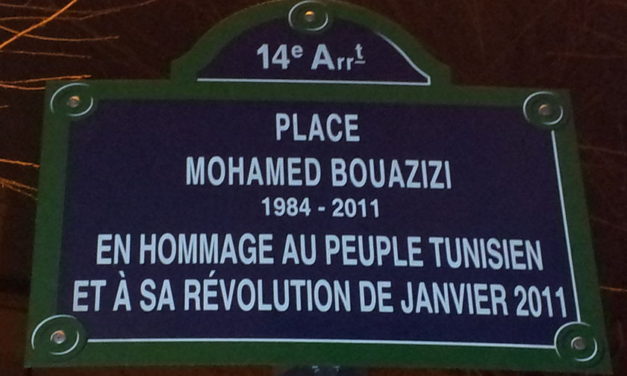 14e Arrt
PLACE
MOHAMED BOUAZIZI
1984 - 2011
EN HOMMAGE AU PEUPLE TUNISIEN
ET À SA RÉVOLUTION DE JANVIER 2011